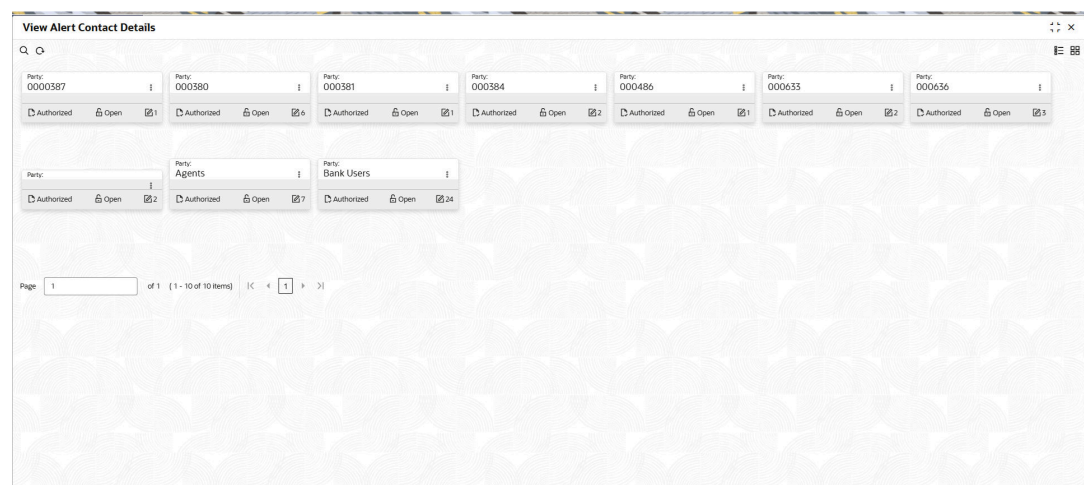 View Alert Contact Details
Party: Party: Party: Party: Party: Party: Party:
0000387 000380 000381 000384 000486 000633 000636
Authorized Open 1 Authorized Open 6 Authorized Open 1 Authorized Open 2 Authorized Open 1 Authorized Open 2 Authorized Open 3
Party: Party: Party:
Agents Bank Users
Authorized Open 2 Authorized Open 7 Authorized Open 24
Page 1 of 1 (1 - 10 of 10 items) 1